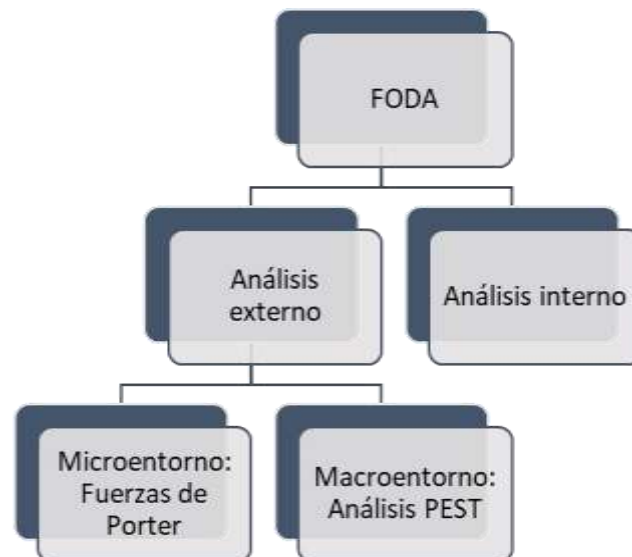 FODA
Análisis
externo
Análisis interno
Microentorno:
Fuerzas de
Porter
Macroentorno:
Análisis PEST